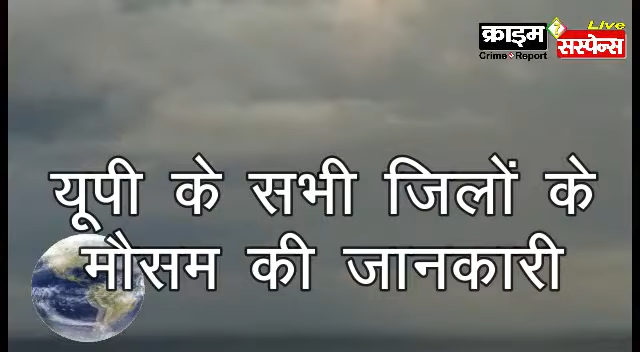 क्राइम
Live
सस्पेन्स
Crime Report
यूपी के सभी जिलों के
मौसम की जानकारी